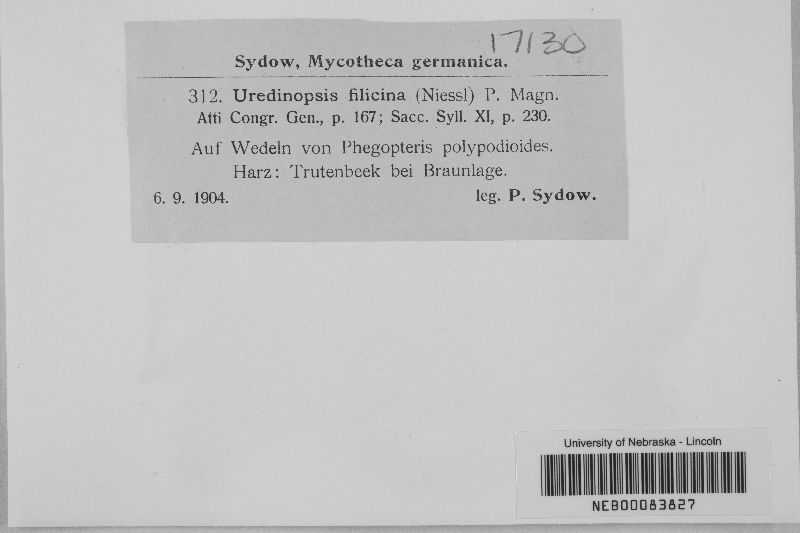 17130
Sydow, Mycotheca germanica.
312. Uredinopsis filicina (Niessl) P. Magn.
Atti Congr. Gen., p. 167; Sacc. Syll. XI, p. 230.
Auf Wedeln von Phegopteris polypodioides.
Harz: Trutenbeek bei Braunlage.
6. 9. 1904. leg. P. Sydow.
University of Nebraska - Lincoln
NEB00083827